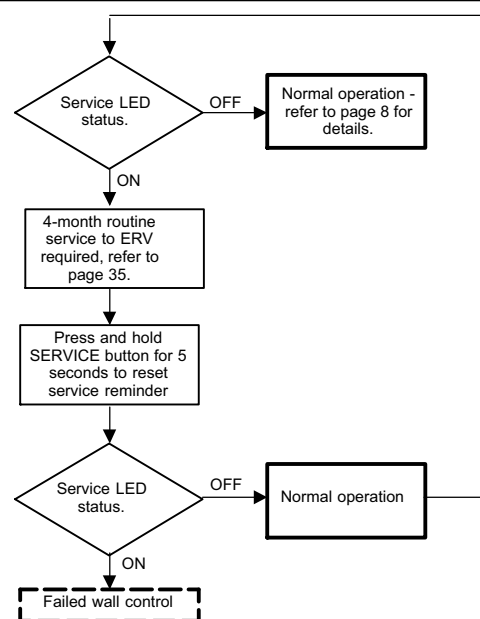 Service LED
status.
OFF
Normal operation -
refer to page 8 for
details.
ON
4-month routine
service to ERV
required, refer to
page 35.
Press and hold
SERVICE button for 5
seconds to reset
service reminder
Service LED
status.
OFF
Normal operation
ON
Failed wall control